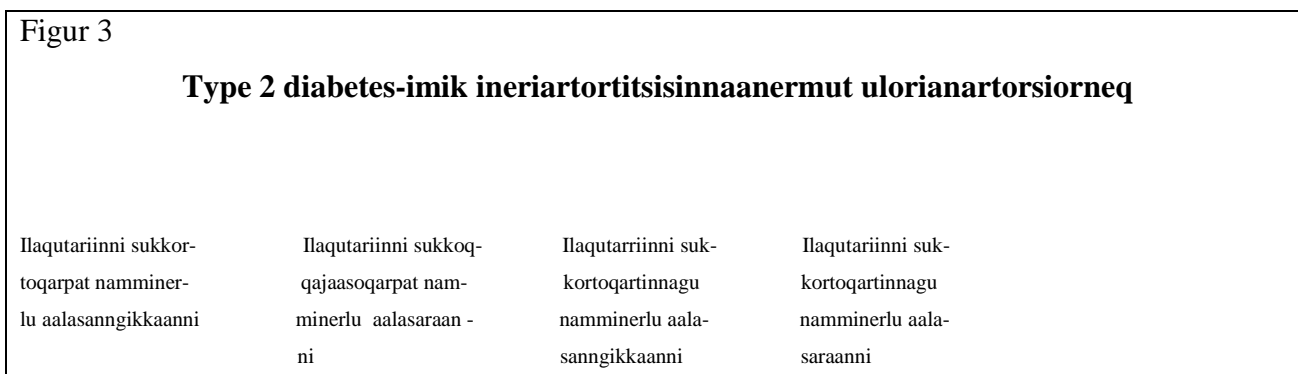 Figur 3
Type 2 diabetes-imik ineriartortitsisinnaanermut ulorianartorsiorneq
Ilaqutariinni sukkor-
toqarpat namminer-
lu aalasanngikkaanni
Ilaqutariinni sukkoq-
qajaasoqarpat nam-
minerlu aalasaraan -
ni
Ilaqutarriinni suk-
kortoqartinnagu
namminerlu aala-
sanngikkaanni
Ilaqutariinni suk-
kortoqartinnagu
namminerlu aala-
saraanni